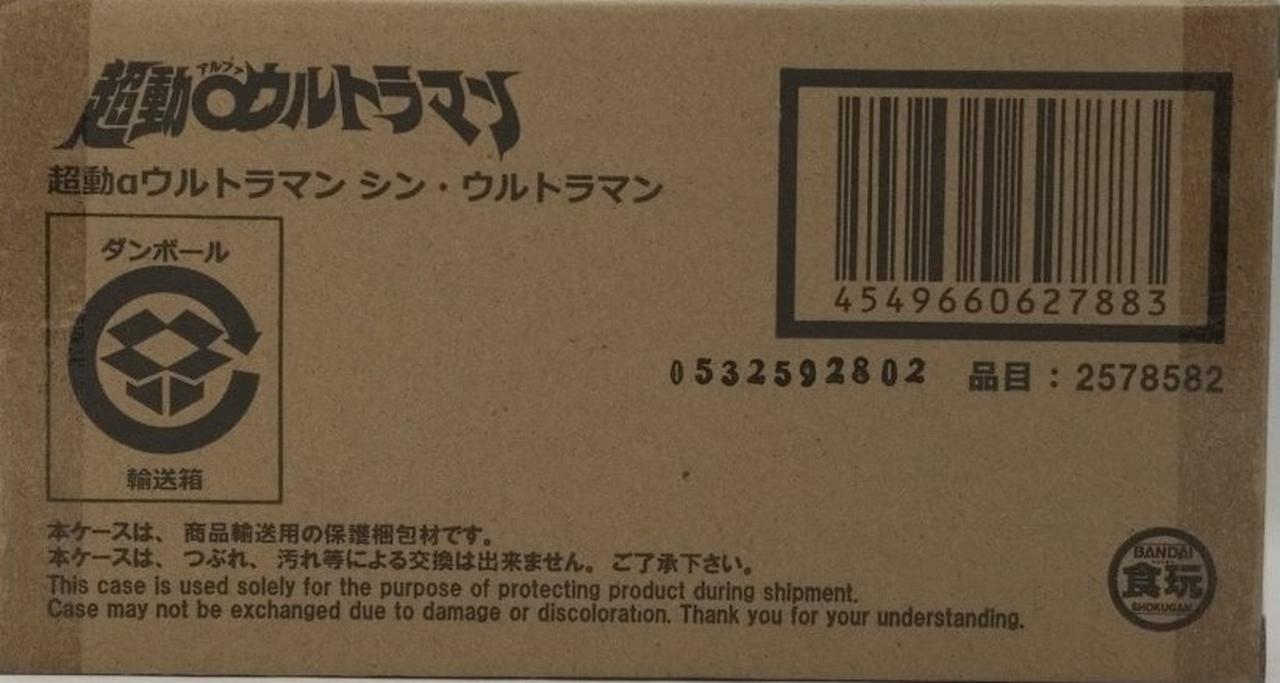 超動αウルトラマン
アルファ
超動αウルトラマン シン・ウルトラマン
ダンボール
輸送箱
4549660627883
0532592802 品目：2578582
本ケースは、商品輸送用の保護梱包材です。
本ケースは、つぶれ、汚れ等による交換は出来ません。ご了承下さい。
This case is used solely for the purpose of protecting product during shipment.
Case may not be exchanged due to damage or discoloration. Thank you for your understanding.
BANDAI
食玩
SHOKUGAN